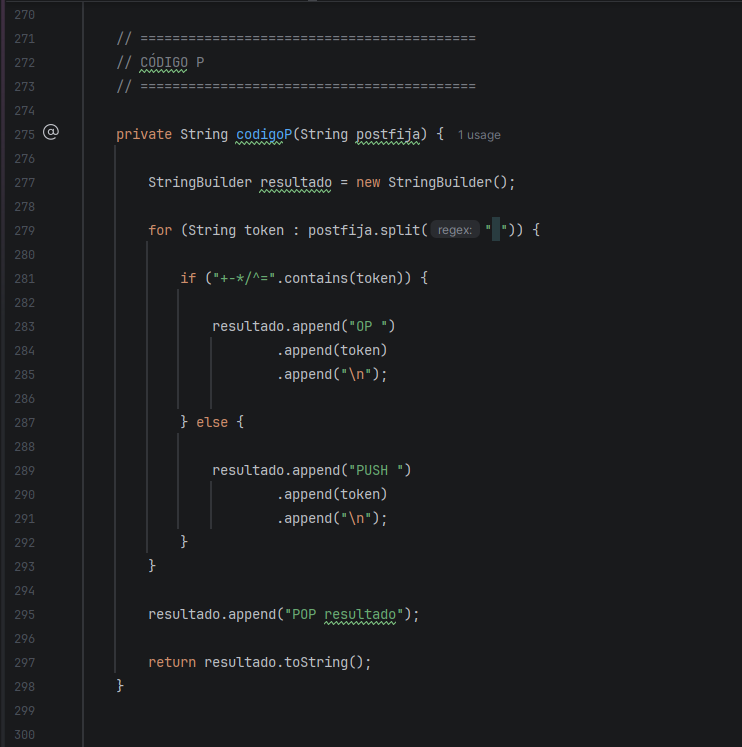 270
271 // ==========================================
272 // CÓDIGO P
273 // ==========================================
274
275 @ private String codigoP(String postfija) { 1 usage
276
277 StringBuilder resultado = new StringBuilder();
278
279 for (String token : postfija.split( regex: " ")) {
280
281 if ("+-*/^=".contains(token)) {
282
283 resultado.append("OP ")
284 .append(token)
285 .append("\n");
286
287 } else {
288
289 resultado.append("PUSH ")
290 .append(token)
291 .append("\n");
292 }
293 }
294
295 resultado.append("POP resultado");
296
297 return resultado.toString();
298 }
299
300